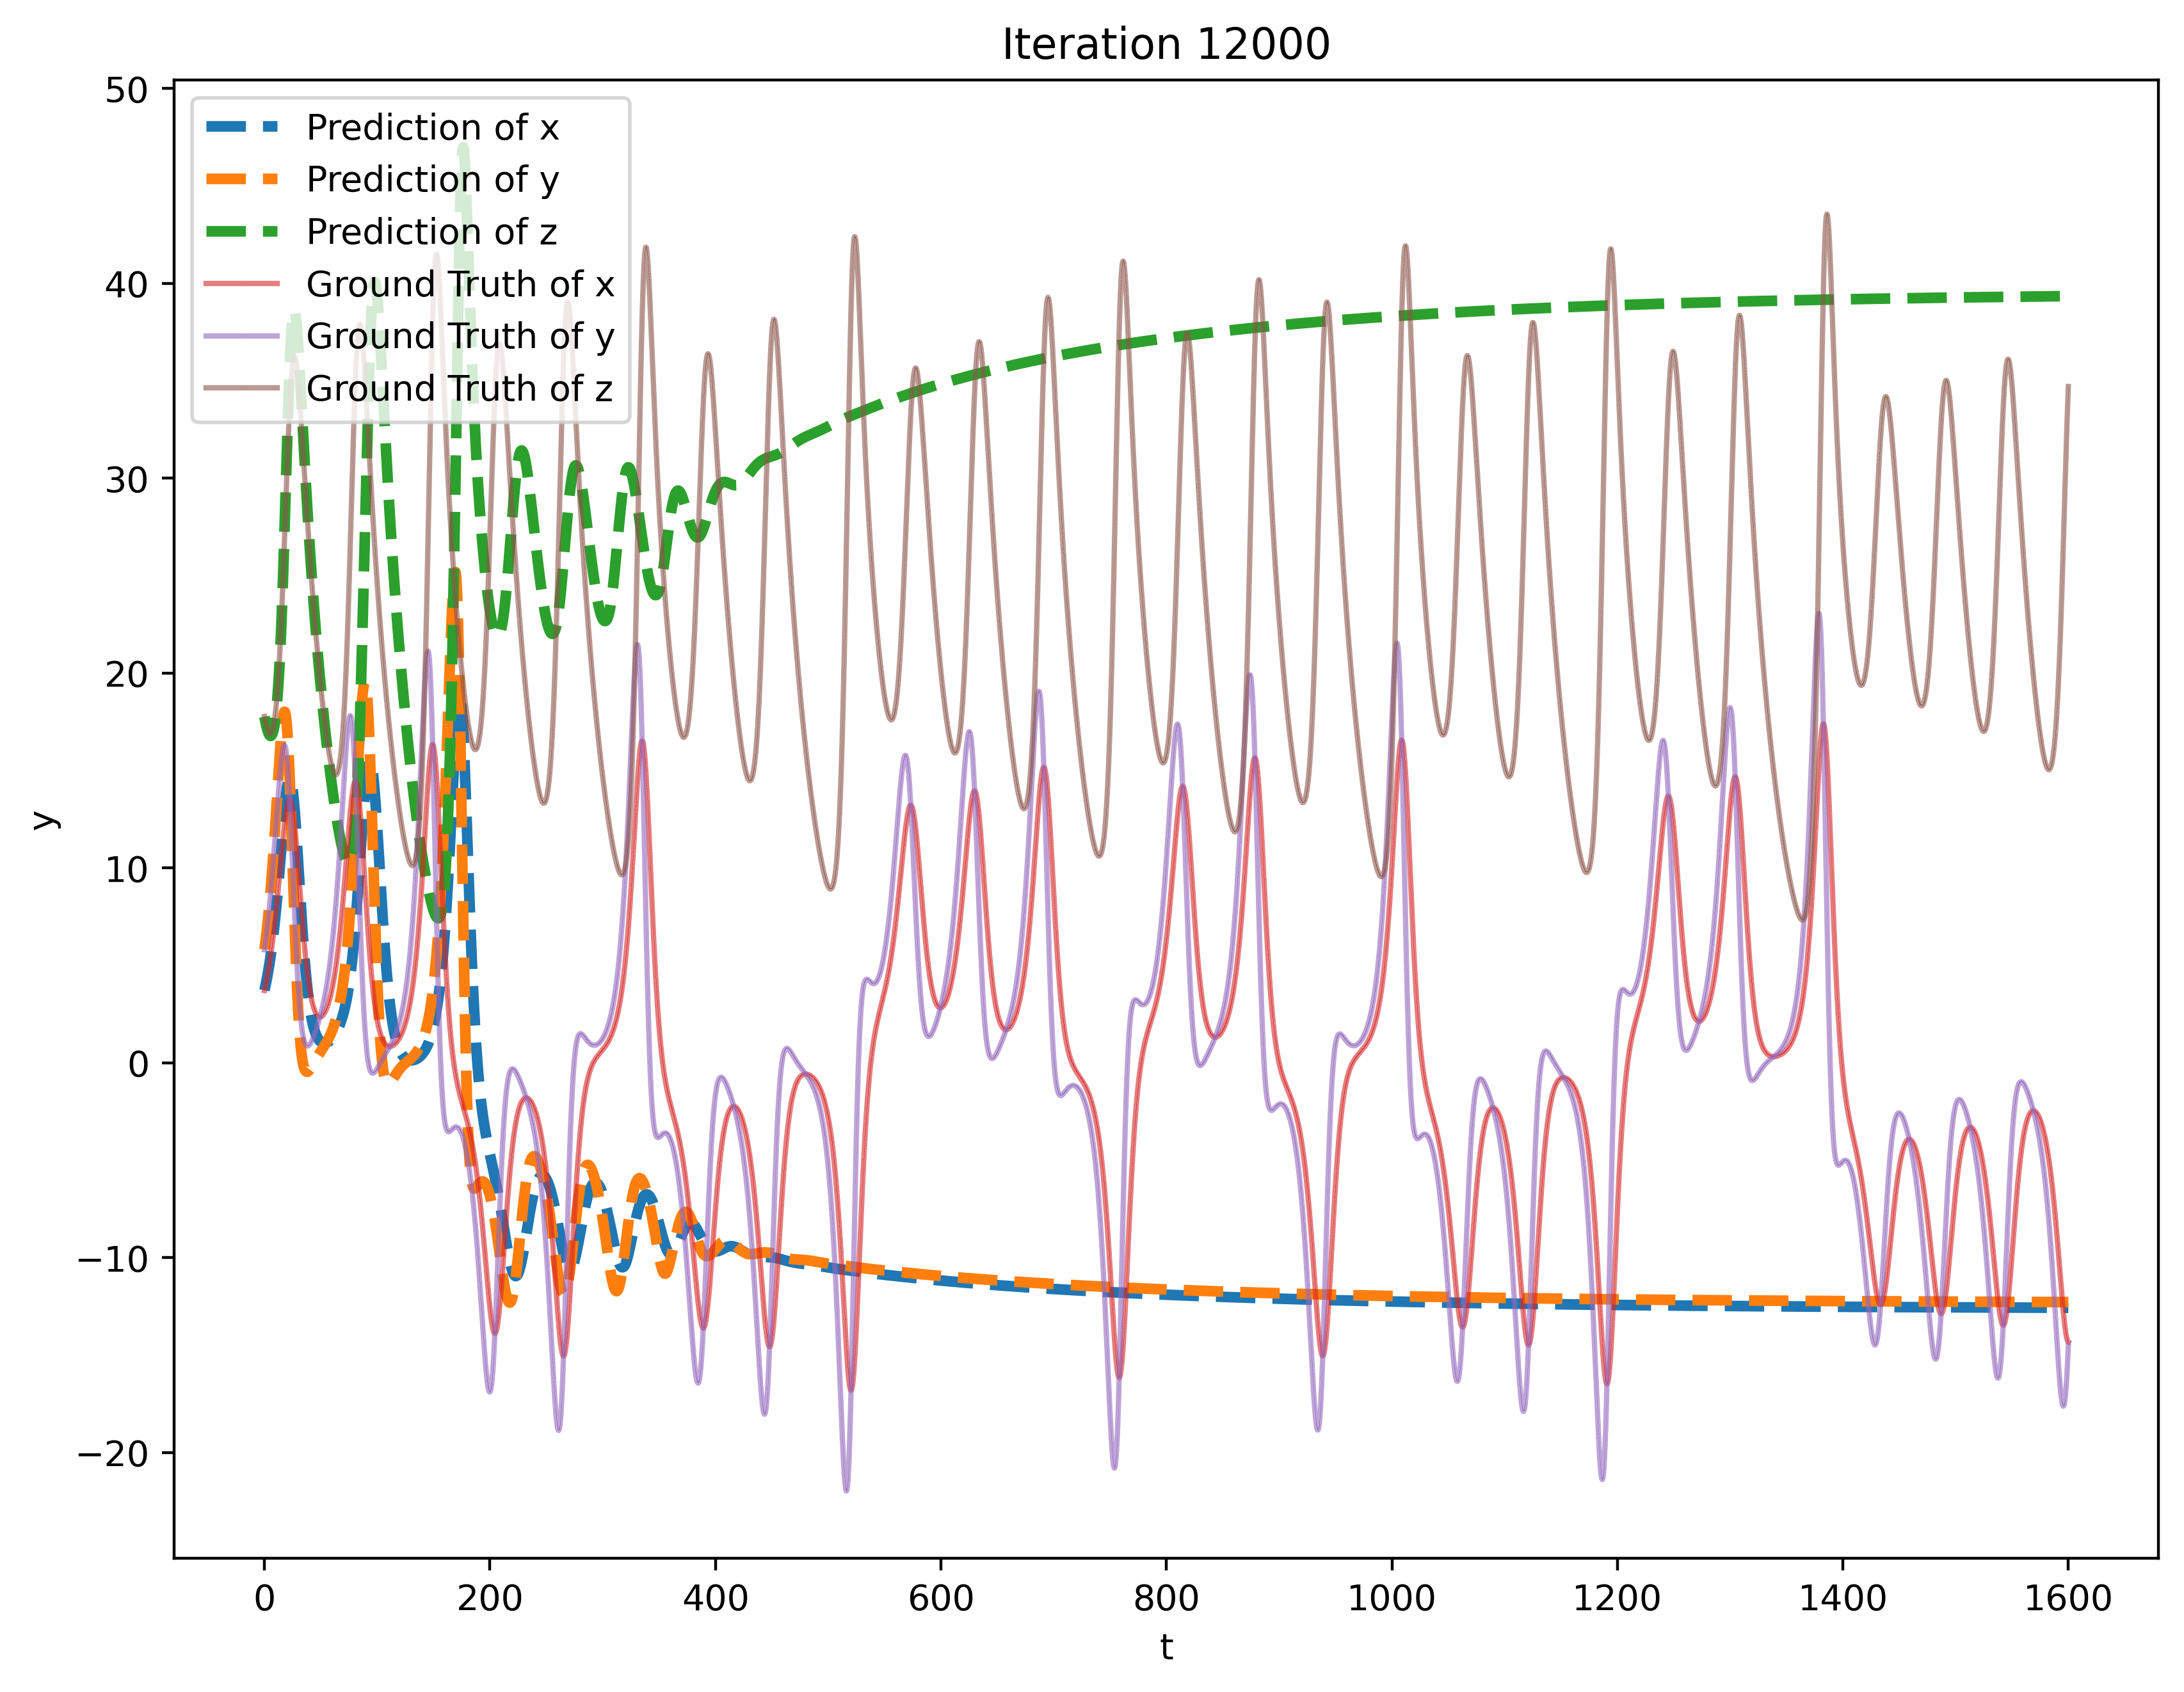 Iteration 12000
50
40
30
20
10
0
−10
−20
y
Prediction of x
Prediction of y
Prediction of z
Ground Truth of x
Ground Truth of y
Ground Truth of z
0 200 400 600 800 1000 1200 1400 1600
t